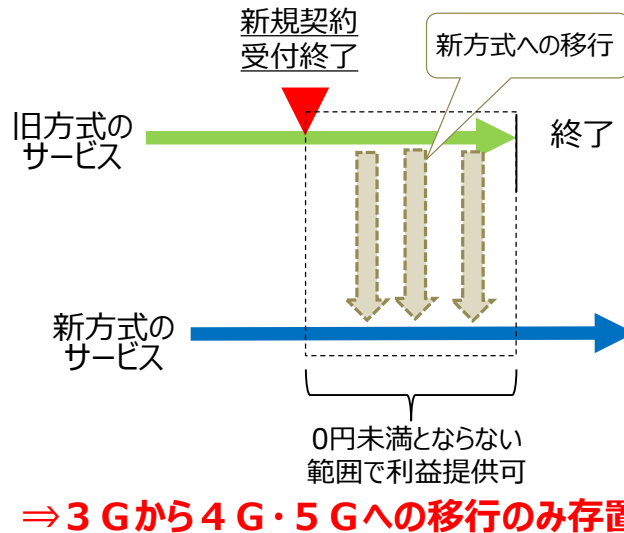 新規契約
受付終了
新方式への移行
旧方式の
サービス
終了
新方式の
サービス
0円未満とならない
範囲で利益提供可
⇒３Ｇから４Ｇ・５Ｇへの移行のみ存置